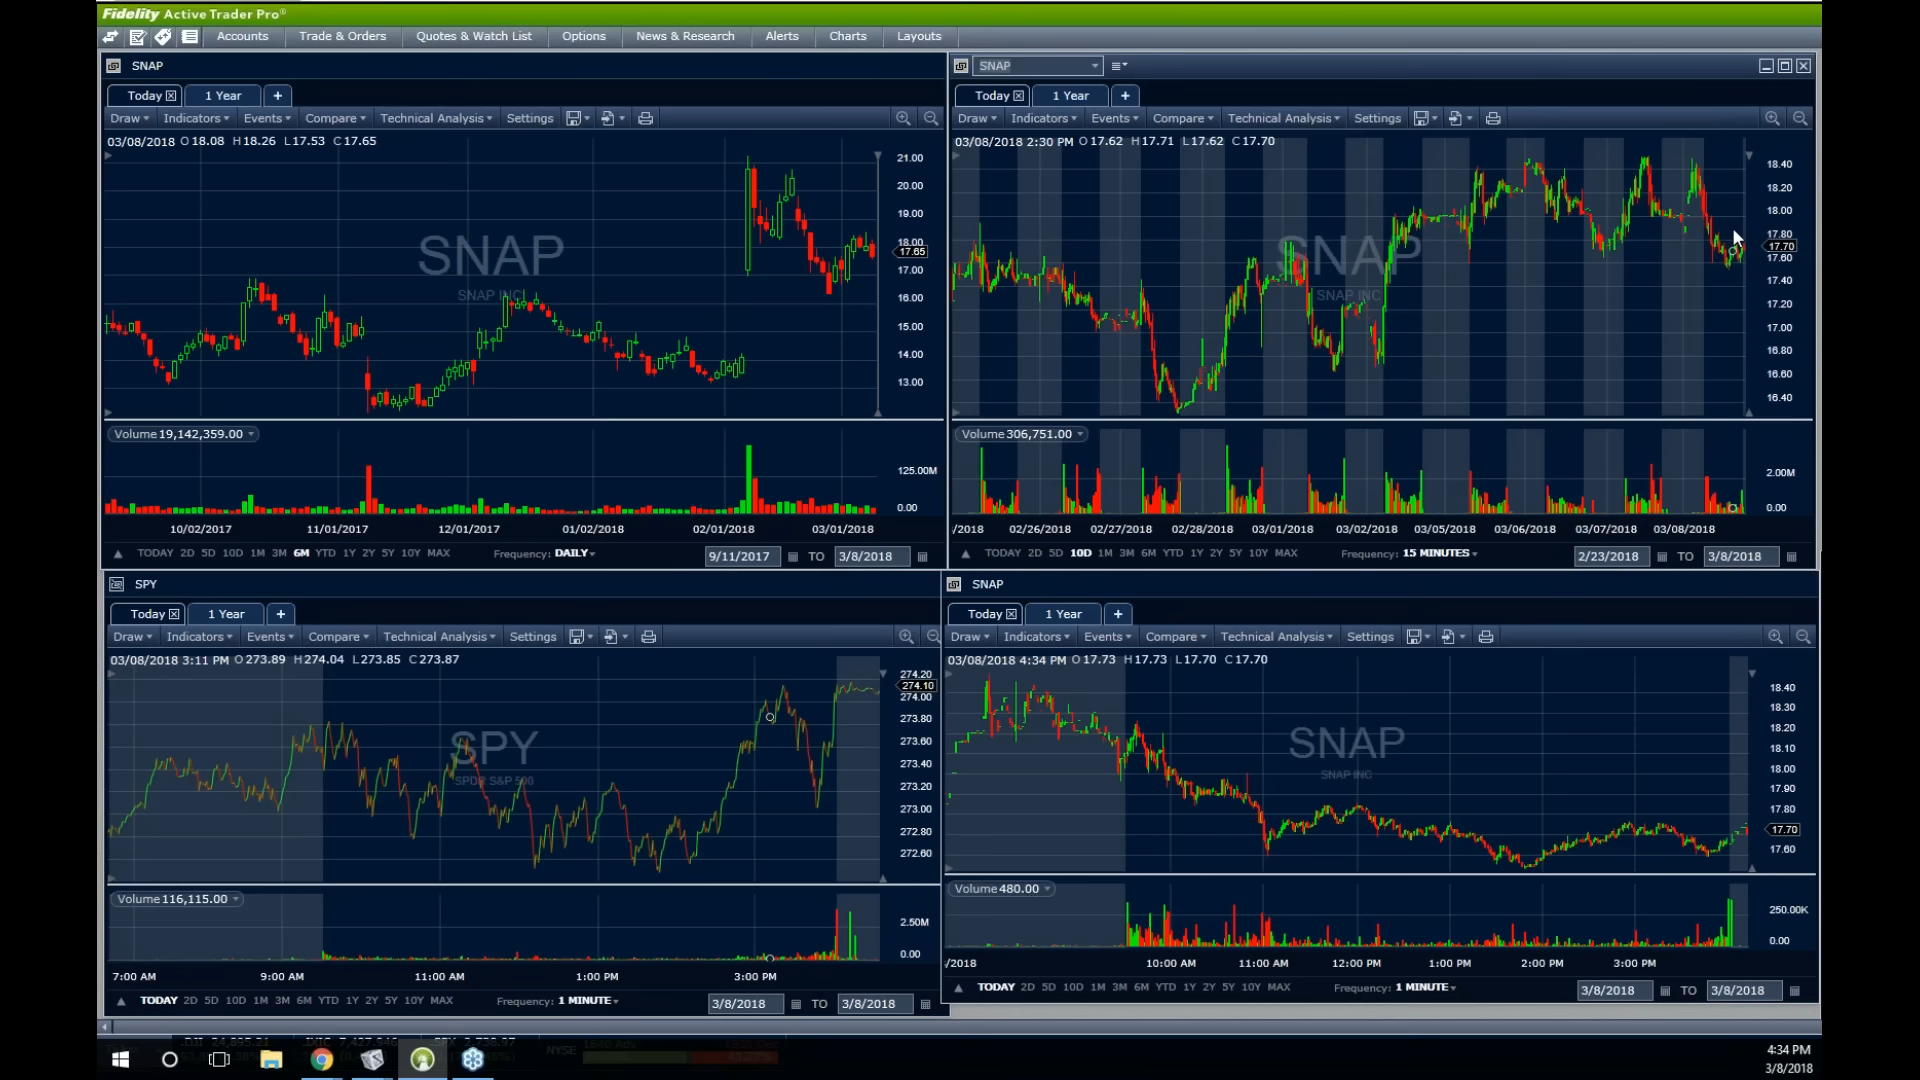 Fidelity Active Trader Pro®
Accounts Trade & Orders Quotes & Watch List Options News & Research Alerts Charts Layouts
SNAP
Today 1 Year +
Draw Indicators Events Compare Technical Analysis Settings
03/08/2018 O 18.08 H 18.26 L 17.53 C 17.65
SNAP
SNAP INC
21.00
20.00
19.00
18.00
17.65
17.00
16.00
15.00
14.00
13.00
Volume 19,142,359.00
125.00M
0.00
10/02/2017 11/01/2017 12/01/2017 01/02/2018 02/01/2018 03/01/2018
TODAY 2D 5D 10D 1M 3M 6M YTD 1Y 2Y 5Y 10Y MAX Frequency: DAILY 9/11/2017 TO 3/8/2018
SNAP
Today 1 Year +
Draw Indicators Events Compare Technical Analysis Settings
03/08/2018 2:30 PM O 17.62 H 17.71 L 17.62 C 17.70
SNAP
SNAP INC
18.40
18.20
18.00
17.80
17.70
17.60
17.40
17.20
17.00
16.80
16.60
16.40
Volume 306,751.00
2.00M
0.00
/2018 02/26/2018 02/27/2018 02/28/2018 03/01/2018 03/02/2018 03/05/2018 03/06/2018 03/07/2018 03/08/2018
TODAY 2D 5D 10D 1M 3M 6M YTD 1Y 2Y 5Y 10Y MAX Frequency: 15 MINUTES 2/23/2018 TO 3/8/2018
SPY
Today 1 Year +
Draw Indicators Events Compare Technical Analysis Settings
03/08/2018 3:11 PM O 273.89 H 274.04 L 273.85 C 273.87
SPY
SPDR S&P 500
274.20
274.10
274.00
273.80
273.60
273.40
273.20
273.00
272.80
272.60
Volume 116,115.00
2.50M
0.00
7:00 AM 9:00 AM 11:00 AM 1:00 PM 3:00 PM
TODAY 2D 5D 10D 1M 3M 6M YTD 1Y 2Y 5Y 10Y MAX Frequency: 1 MINUTE 3/8/2018 TO 3/8/2018
SNAP
Today 1 Year +
Draw Indicators Events Compare Technical Analysis Settings
03/08/2018 4:34 PM O 17.73 H 17.73 L 17.70 C 17.70
SNAP
SNAP INC
18.40
18.30
18.20
18.10
18.00
17.90
17.80
17.70
17.60
Volume 480.00
250.00K
0.00
/2018 10:00 AM 11:00 AM 12:00 PM 1:00 PM 2:00 PM 3:00 PM
TODAY 2D 5D 10D 1M 3M 6M YTD 1Y 2Y 5Y 10Y MAX Frequency: 1 MINUTE 3/8/2018 TO 3/8/2018
4:34 PM
3/8/2018